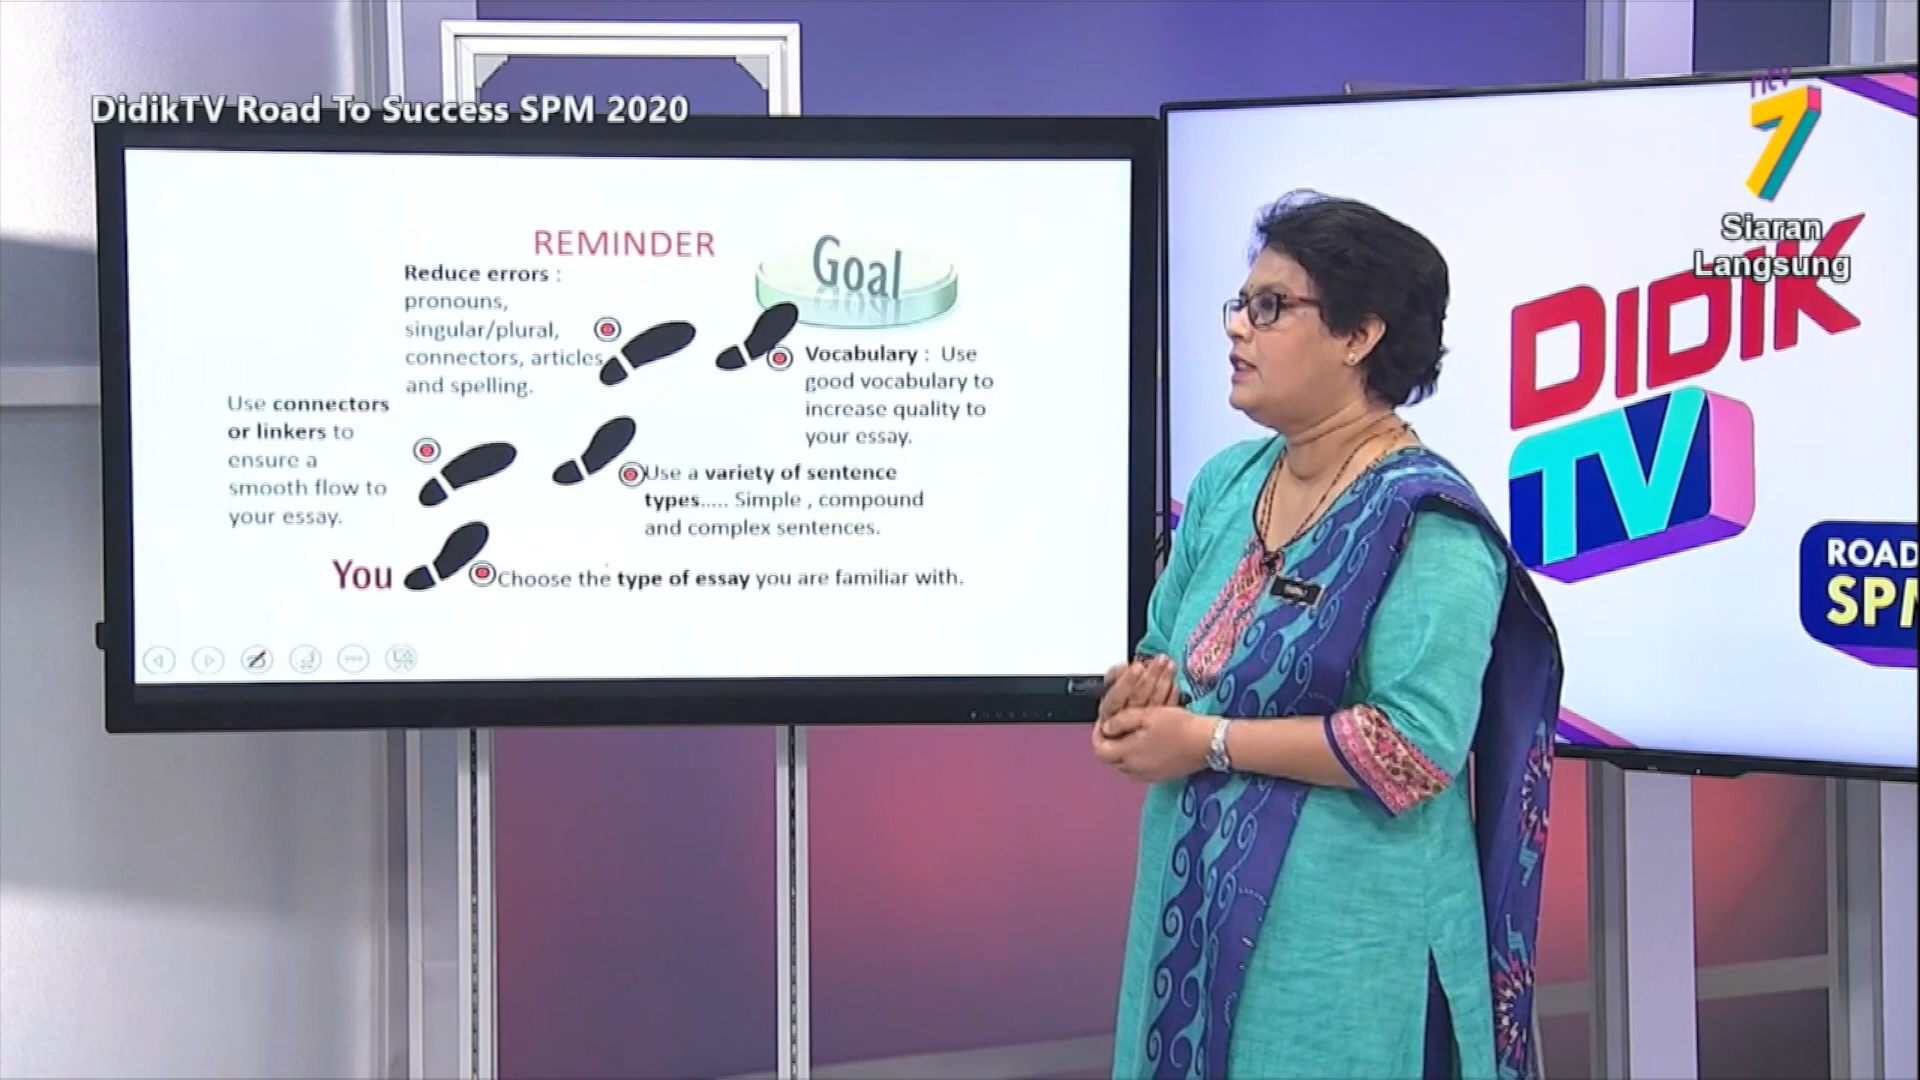 DidikTV Road To Success SPM 2020
ntv
7
Siaran
Langsung
REMINDER
Goal
Reduce errors :
pronouns,
singular/plural,
connectors, articles
and spelling.
Vocabulary : Use
good vocabulary to
increase quality to
your essay.
Use connectors
or linkers to
ensure a
smooth flow to
your essay.
Use a variety of sentence
types..... Simple , compound
and complex sentences.
You
Choose the type of essay you are familiar with.
DIDIK
TV
ROAD
SPM